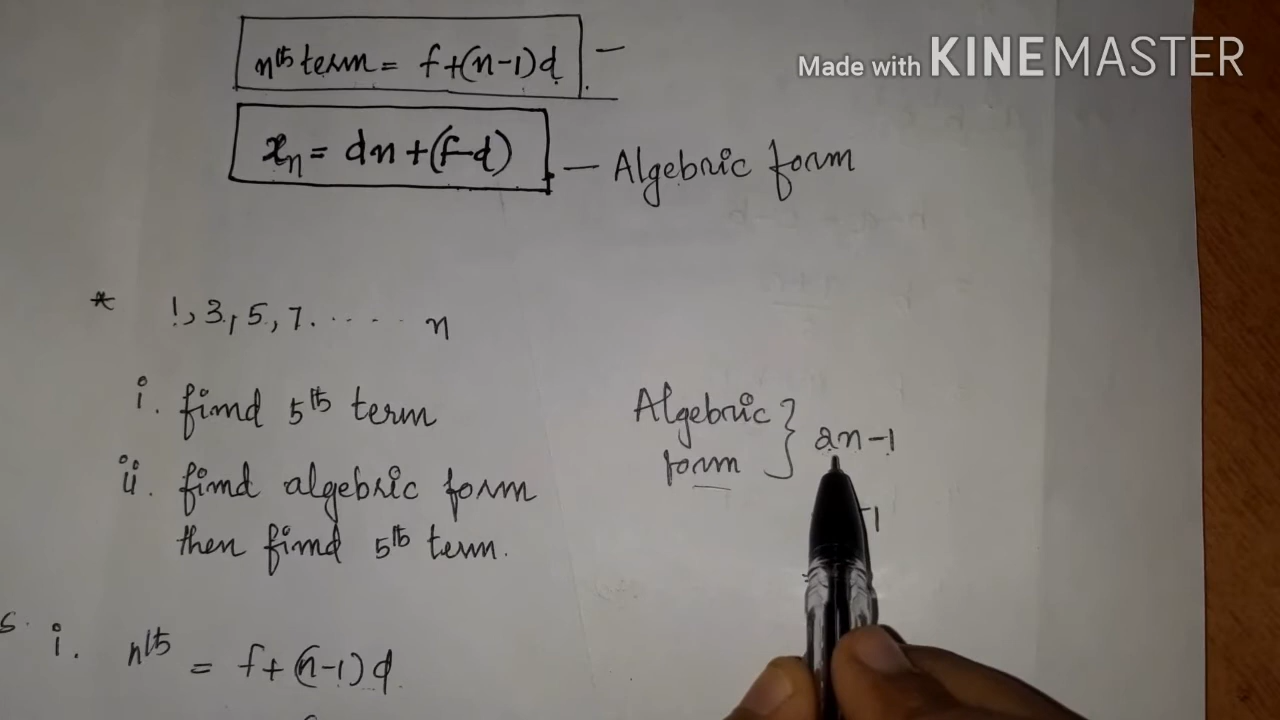 nth term = f+(n-1)d —
Made with KINEMASTER
xn = dn+(f-d) — Algebric form
* 1, 3, 5, 7. ..... n
i. find 5th term
ii. find algebric form
then find 5th term.
Algebric
form } 2n-1
-1
S.
i. nth = f+(n-1)d